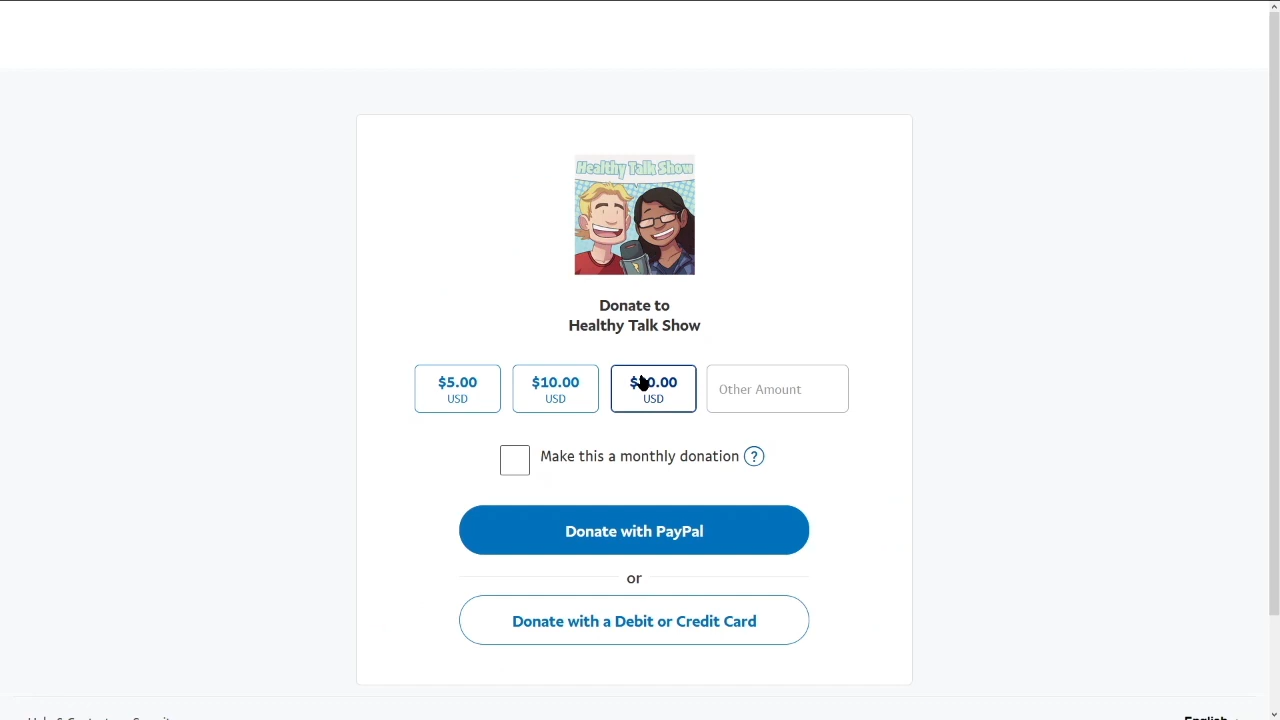 Healthy Talk Show
Donate to
Healthy Talk Show
$5.00
USD
$10.00
USD
USD
Other Amount
Make this a monthly donation ?
Donate with PayPal
or
Donate with a Debit or Credit Card
English